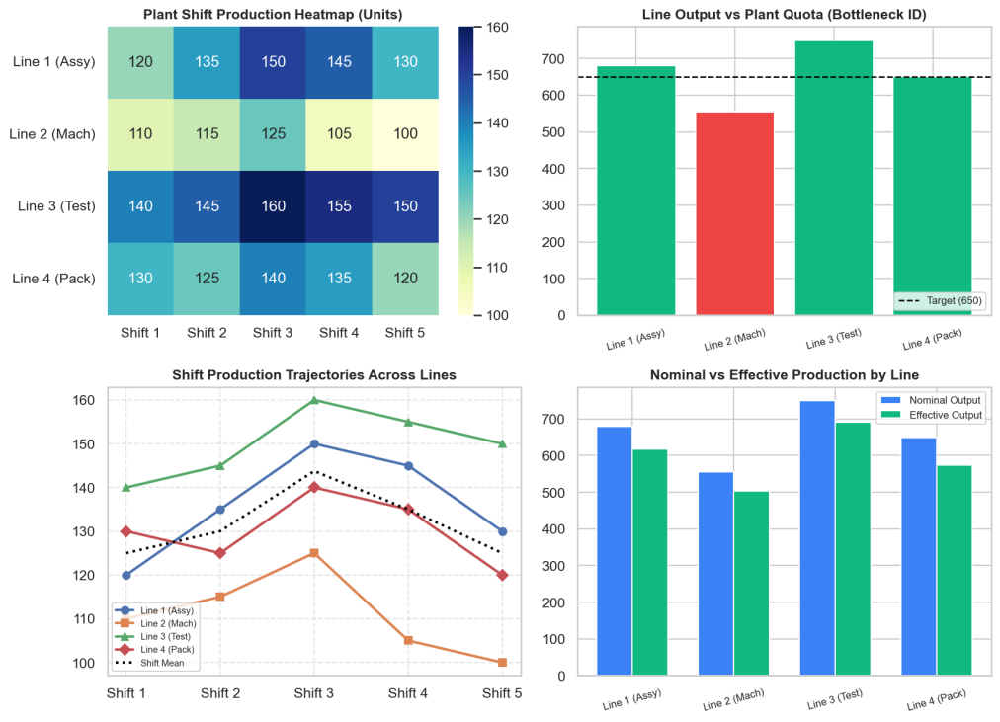 Plant Shift Production Heatmap (Units)
Line 1 (Assy) 120 135 150 145 130
Line 2 (Mach) 110 115 125 105 100
Line 3 (Test) 140 145 160 155 150
Line 4 (Pack) 130 125 140 135 120
Shift 1 Shift 2 Shift 3 Shift 4 Shift 5
160
150
140
130
120
110
100
Line Output vs Plant Quota (Bottleneck ID)
700
600
500
400
300
200
100
0
Target (650)
Line 1 (Assy) Line 2 (Mach) Line 3 (Test) Line 4 (Pack)
Shift Production Trajectories Across Lines
160
150
140
130
120
110
100
Line 1 (Assy)
Line 2 (Mach)
Line 3 (Test)
Line 4 (Pack)
Shift Mean
Shift 1 Shift 2 Shift 3 Shift 4 Shift 5
Nominal vs Effective Production by Line
Nominal Output
Effective Output
700
600
500
400
300
200
100
0
Line 1 (Assy) Line 2 (Mach) Line 3 (Test) Line 4 (Pack)